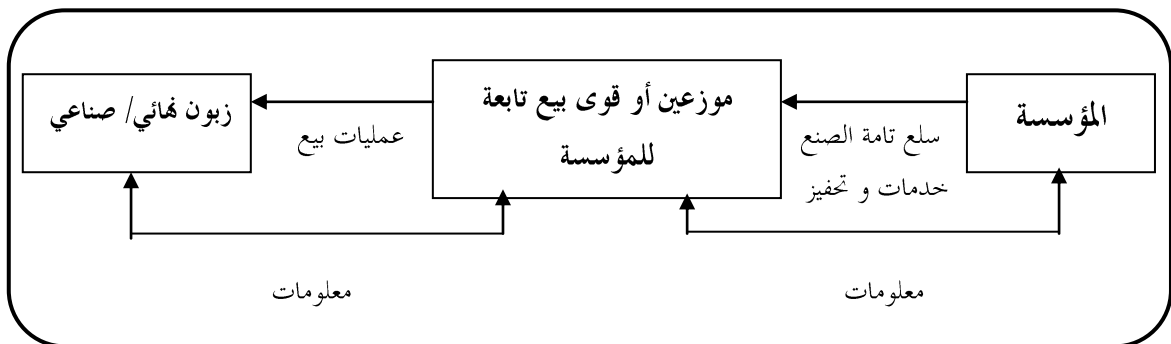 المؤسسة
سلع تامة الصنع
خدمات و تحفيز
موزعين أو قوى بيع تابعة
للمؤسسة
عمليات بيع
زبون نهائي/ صناعي
معلومات
معلومات